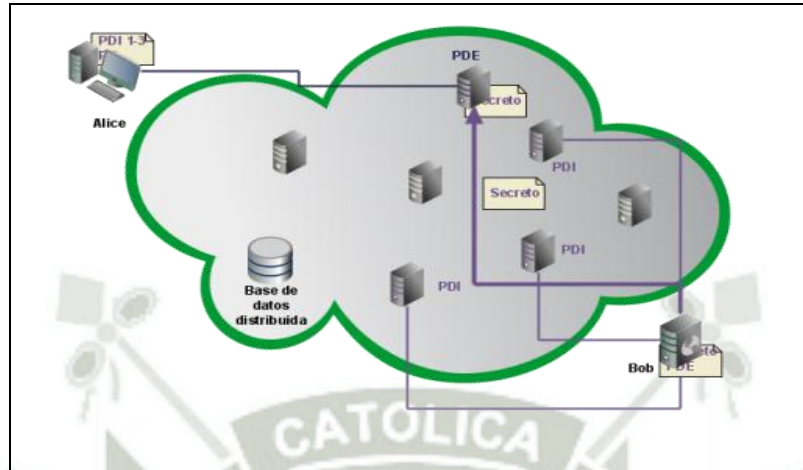 PDI 1-3
PDE
Secreto
Alice
PDI
Secreto
PDI
PDI
Base de
datos
distribuida
Bob
PDE
CATOLICA